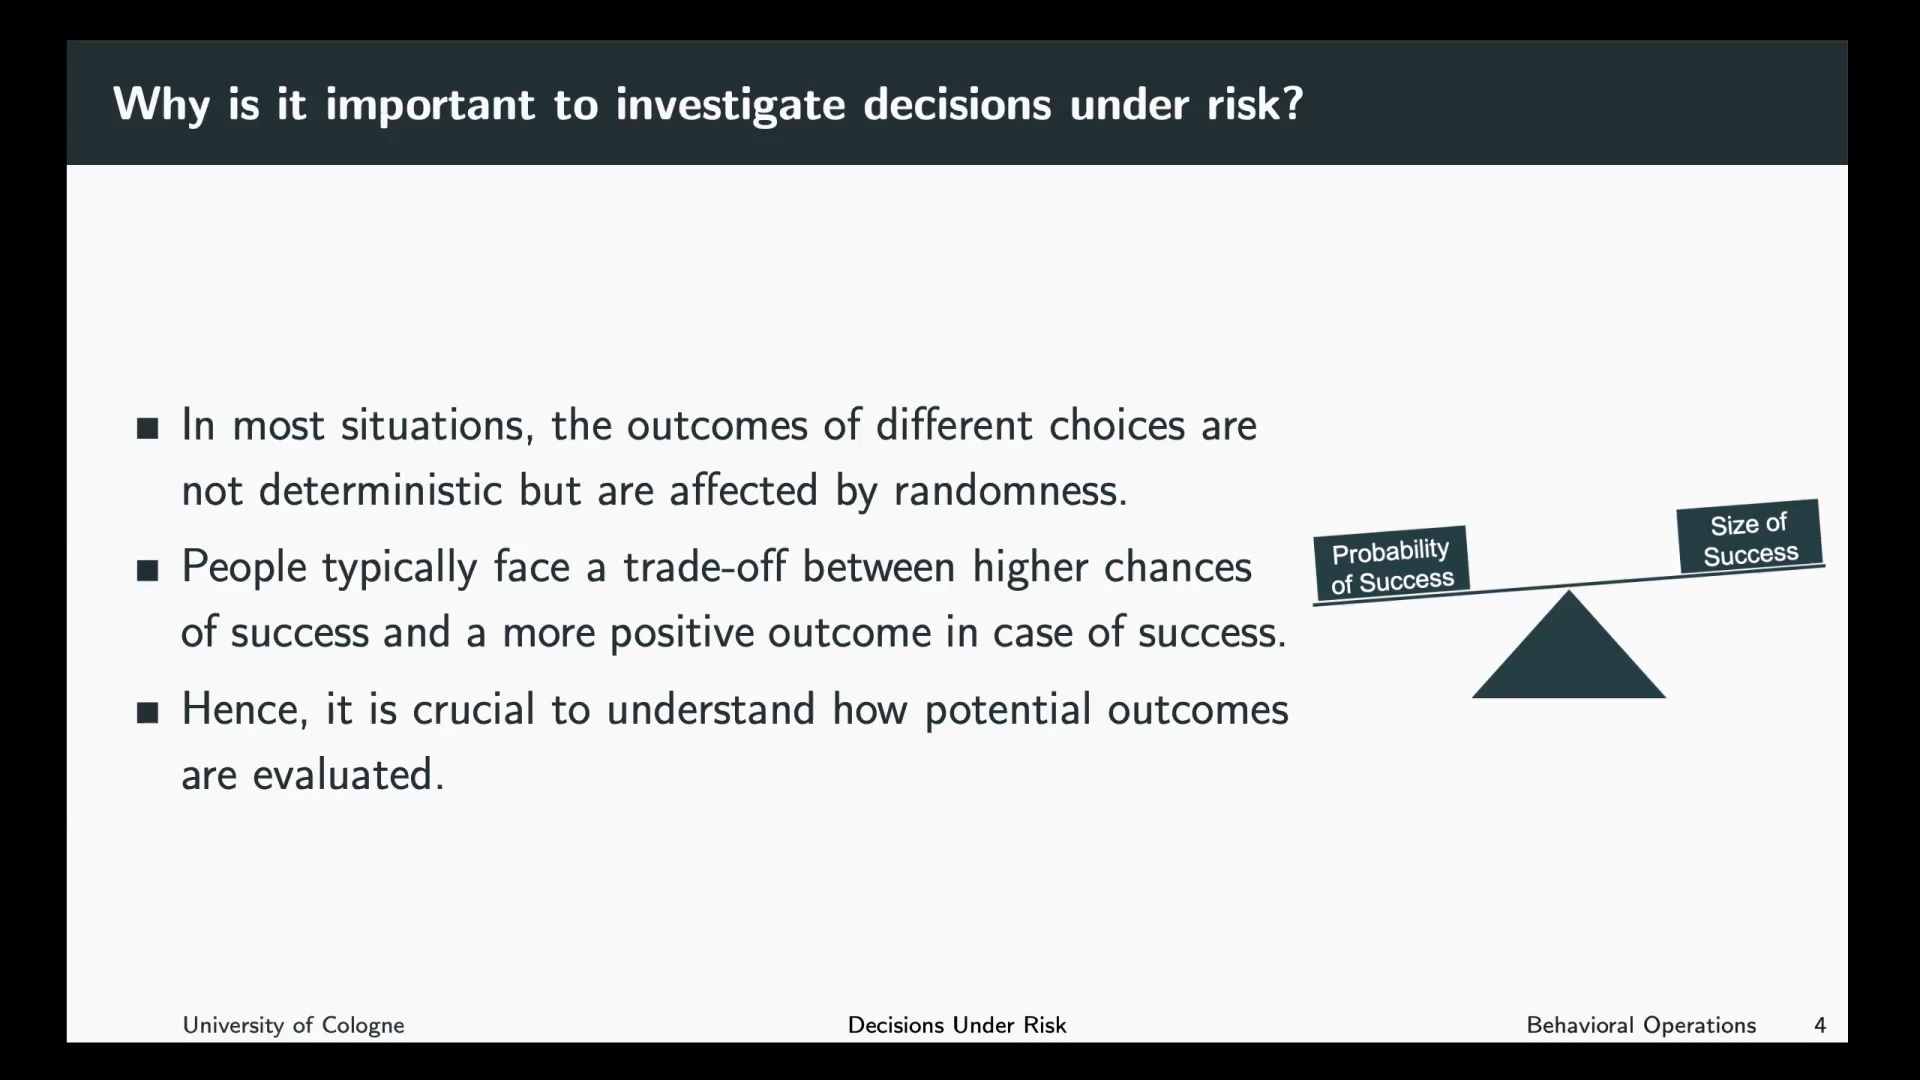 Why is it important to investigate decisions under risk?
In most situations, the outcomes of different choices are
not deterministic but are affected by randomness.
People typically face a trade-off between higher chances
of success and a more positive outcome in case of success.
Hence, it is crucial to understand how potential outcomes
are evaluated.
Probability
of Success
Size of
Success
University of Cologne
Decisions Under Risk
Behavioral Operations
4